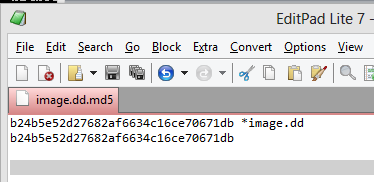 EditPad Lite 7 -
File Edit Search Go Block Extra Convert Options View
image.dd.md5
b24b5e52d27682af6634c16ce70671db *image.dd
b24b5e52d27682af6634c16ce70671db